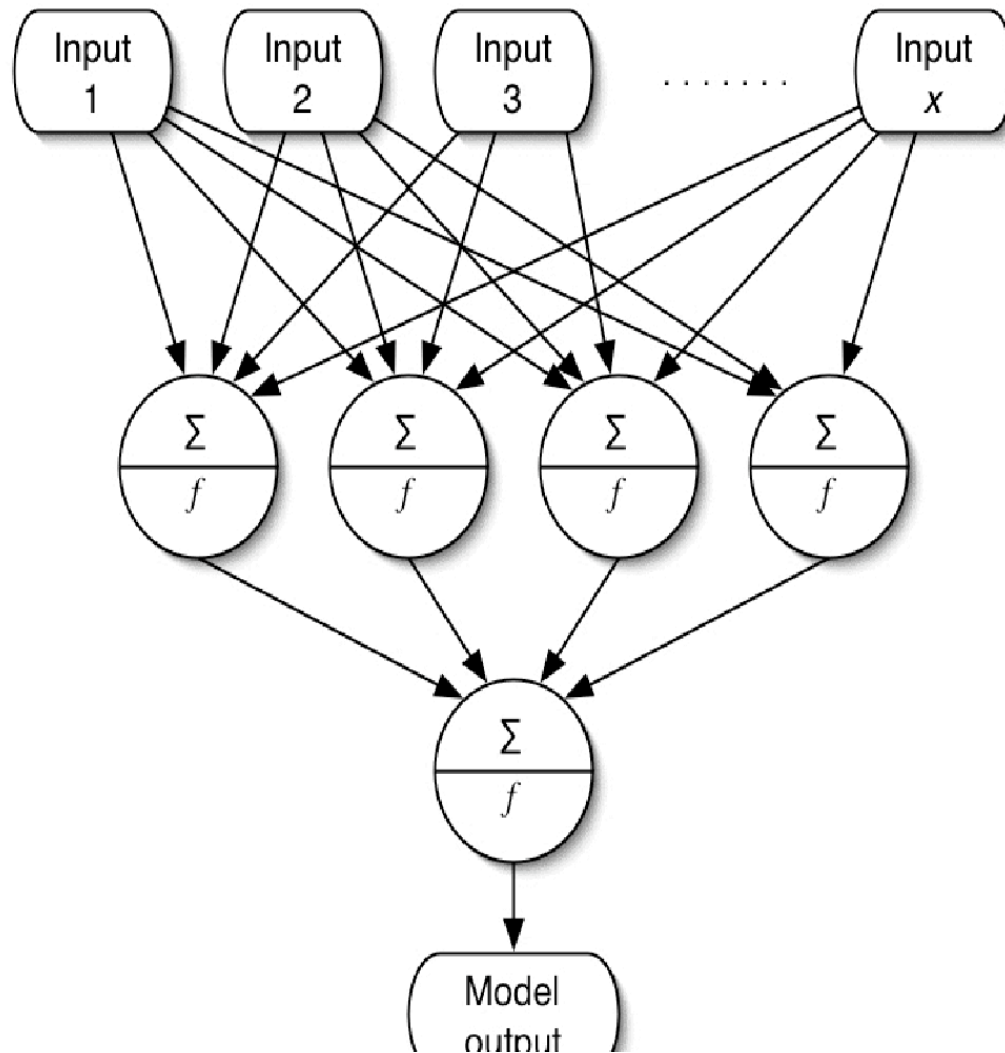 Input
1
Input
2
Input
3
.......
Input
x
Σ
f
Σ
f
Σ
f
Σ
f
Σ
f
Model
output